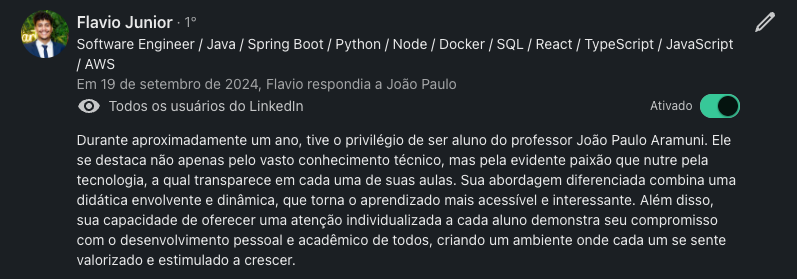 Flavio Junior · 1º
Software Engineer / Java / Spring Boot / Python / Node / Docker / SQL / React / TypeScript / JavaScript
/ AWS
Em 19 de setembro de 2024, Flavio respondia a João Paulo
Todos os usuários do LinkedIn
Ativado
Durante aproximadamente um ano, tive o privilégio de ser aluno do professor João Paulo Aramuni. Ele
se destaca não apenas pelo vasto conhecimento técnico, mas pela evidente paixão que nutre pela
tecnologia, a qual transparece em cada uma de suas aulas. Sua abordagem diferenciada combina uma
didática envolvente e dinâmica, que torna o aprendizado mais acessível e interessante. Além disso,
sua capacidade de oferecer uma atenção individualizada a cada aluno demonstra seu compromisso
com o desenvolvimento pessoal e acadêmico de todos, criando um ambiente onde cada um se sente
valorizado e estimulado a crescer.